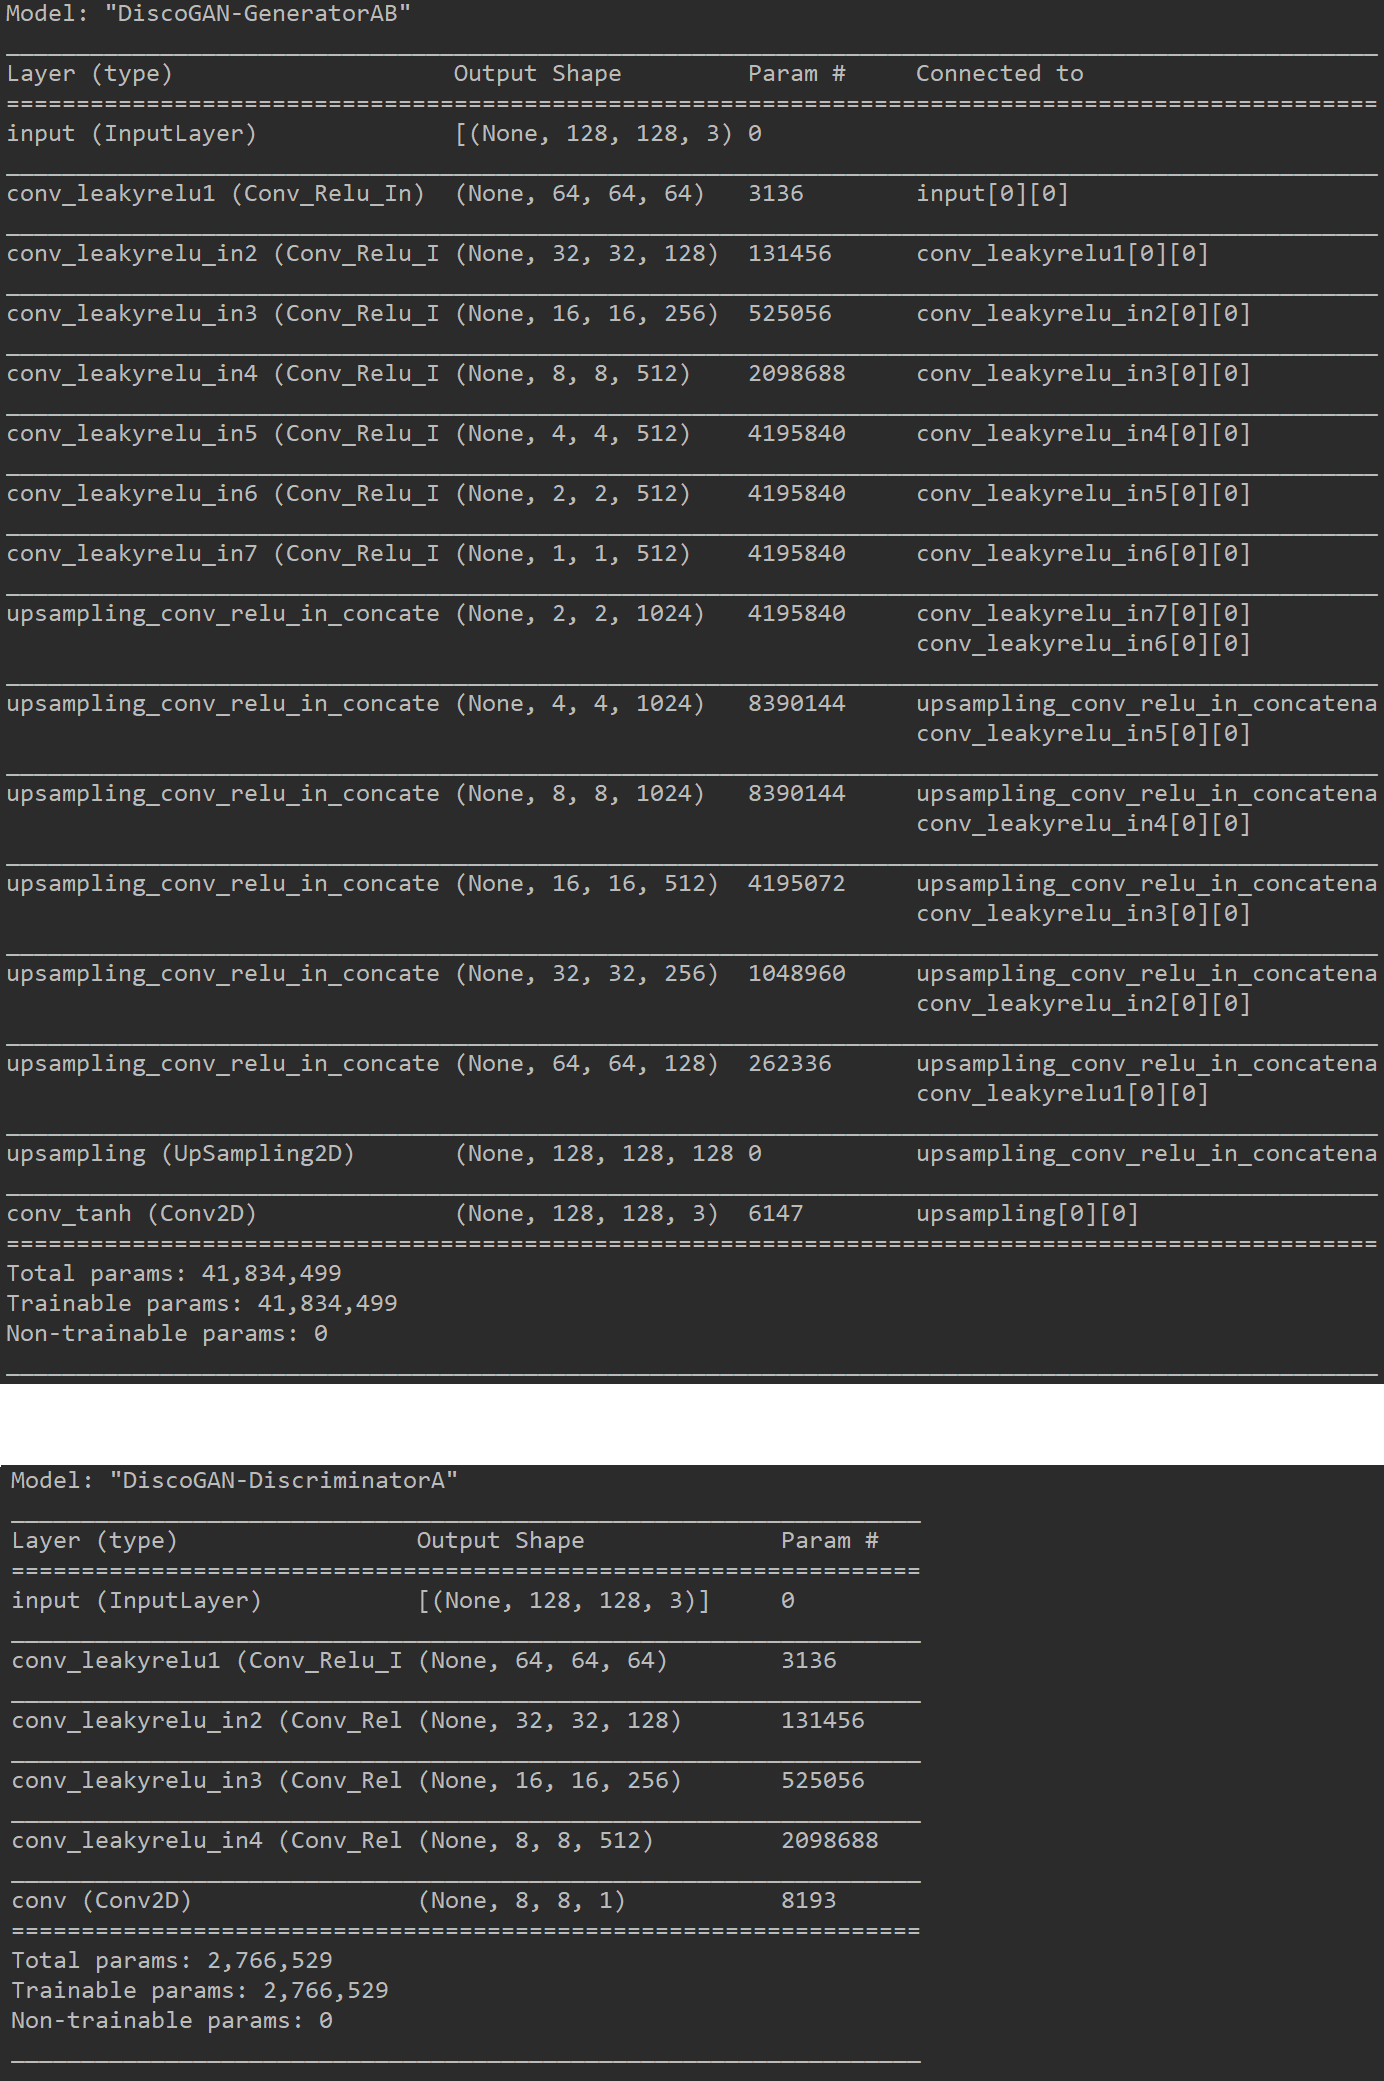 Model: "DiscoGAN-GeneratorAB"
Layer (type) Output Shape Param # Connected to
input (InputLayer) [(None, 128, 128, 3) 0
conv_leakyrelu1 (Conv_Relu_In) (None, 64, 64, 64) 3136 input[0][0]
conv_leakyrelu_in2 (Conv_Relu_I (None, 32, 32, 128) 131456 conv_leakyrelu1[0][0]
conv_leakyrelu_in3 (Conv_Relu_I (None, 16, 16, 256) 525056 conv_leakyrelu_in2[0][0]
conv_leakyrelu_in4 (Conv_Relu_I (None, 8, 8, 512) 2098688 conv_leakyrelu_in3[0][0]
conv_leakyrelu_in5 (Conv_Relu_I (None, 4, 4, 512) 4195840 conv_leakyrelu_in4[0][0]
conv_leakyrelu_in6 (Conv_Relu_I (None, 2, 2, 512) 4195840 conv_leakyrelu_in5[0][0]
conv_leakyrelu_in7 (Conv_Relu_I (None, 1, 1, 512) 4195840 conv_leakyrelu_in6[0][0]
upsampling_conv_relu_in_concate (None, 2, 2, 1024) 4195840 conv_leakyrelu_in7[0][0]
conv_leakyrelu_in6[0][0]
upsampling_conv_relu_in_concate (None, 4, 4, 1024) 8390144 upsampling_conv_relu_in_concatena
conv_leakyrelu_in5[0][0]
upsampling_conv_relu_in_concate (None, 8, 8, 1024) 8390144 upsampling_conv_relu_in_concatena
conv_leakyrelu_in4[0][0]
upsampling_conv_relu_in_concate (None, 16, 16, 512) 4195072 upsampling_conv_relu_in_concatena
conv_leakyrelu_in3[0][0]
upsampling_conv_relu_in_concate (None, 32, 32, 256) 1048960 upsampling_conv_relu_in_concatena
conv_leakyrelu_in2[0][0]
upsampling_conv_relu_in_concate (None, 64, 64, 128) 262336 upsampling_conv_relu_in_concatena
conv_leakyrelu1[0][0]
upsampling (UpSampling2D) (None, 128, 128, 128 0 upsampling_conv_relu_in_concatena
conv_tanh (Conv2D) (None, 128, 128, 3) 6147 upsampling[0][0]
Total params: 41,834,499
Trainable params: 41,834,499
Non-trainable params: 0
Model: "DiscoGAN-DiscriminatorA"
Layer (type) Output Shape Param #
input (InputLayer) [(None, 128, 128, 3)] 0
conv_leakyrelu1 (Conv_Relu_I (None, 64, 64, 64) 3136
conv_leakyrelu_in2 (Conv_Rel (None, 32, 32, 128) 131456
conv_leakyrelu_in3 (Conv_Rel (None, 16, 16, 256) 525056
conv_leakyrelu_in4 (Conv_Rel (None, 8, 8, 512) 2098688
conv (Conv2D) (None, 8, 8, 1) 8193
Total params: 2,766,529
Trainable params: 2,766,529
Non-trainable params: 0